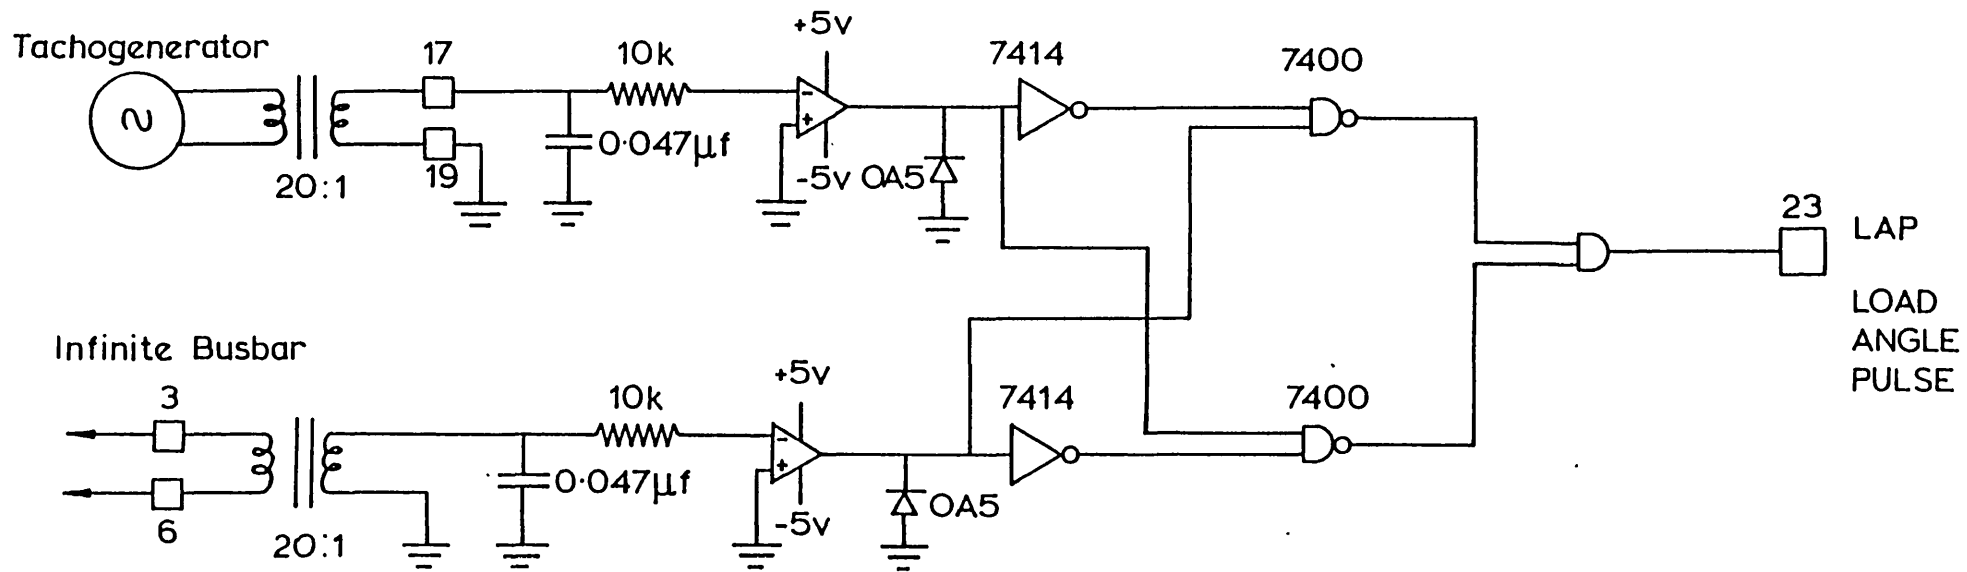 Tachogenerator
17
19
20:1
10k
0.047µf
+5v
-5v
OA5
7414
7400
23
LAP
LOAD
ANGLE
PULSE
Infinite Busbar
3
6
20:1
10k
0.047µf
+5v
-5v
OA5
7414
7400